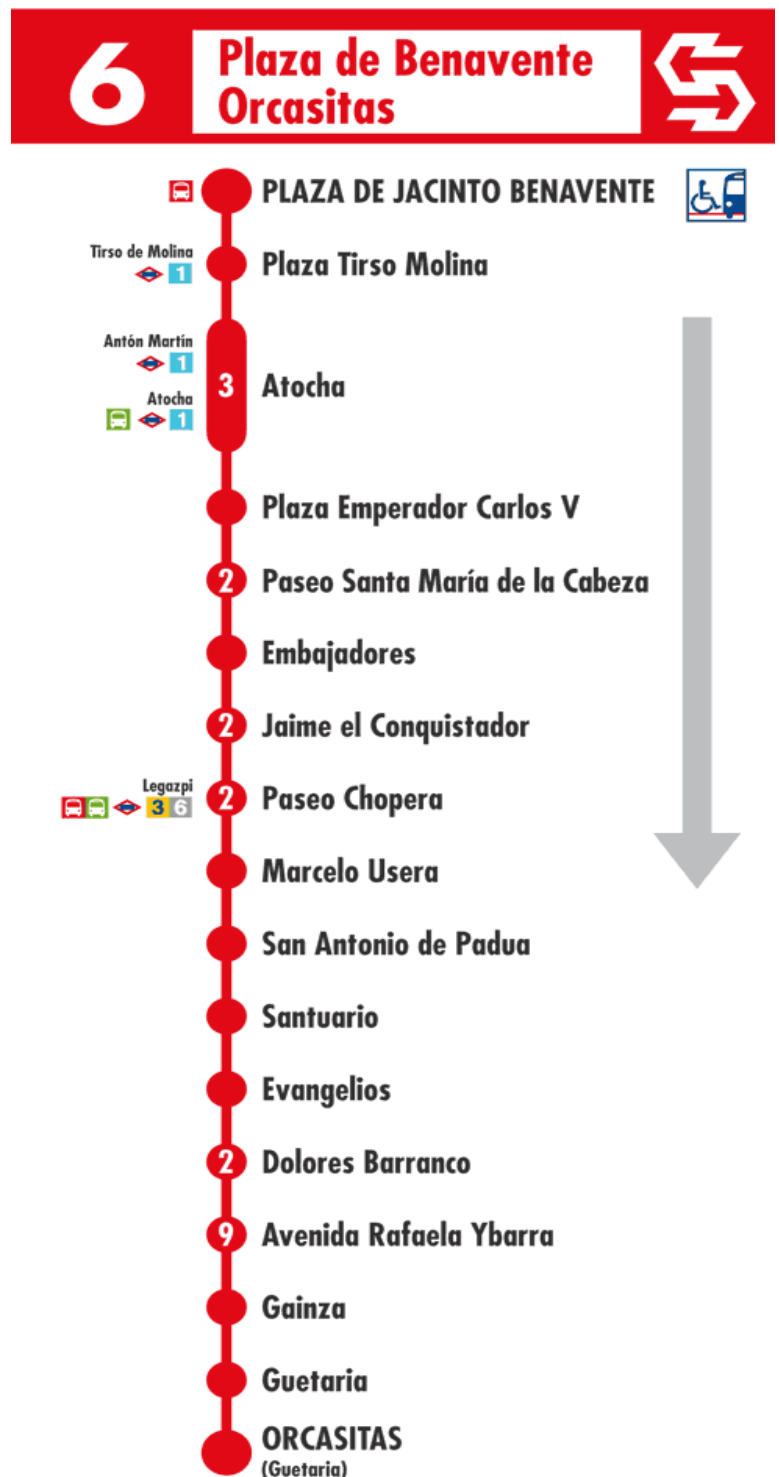 6
Plaza de Benavente
Orcasitas
PLAZA DE JACINTO BENAVENTE
Tirso de Molina
1
Plaza Tirso Molina
Antón Martín
1
Atocha
1
3
Atocha
Plaza Emperador Carlos V
2
Paseo Santa María de la Cabeza
Embajadores
2
Jaime el Conquistador
Legazpi
3 6
2
Paseo Chopera
Marcelo Usera
San Antonio de Padua
Santuario
Evangelios
2
Dolores Barranco
9
Avenida Rafaela Ybarra
Gainza
Guetaria
ORCASITAS
(Guetaria)